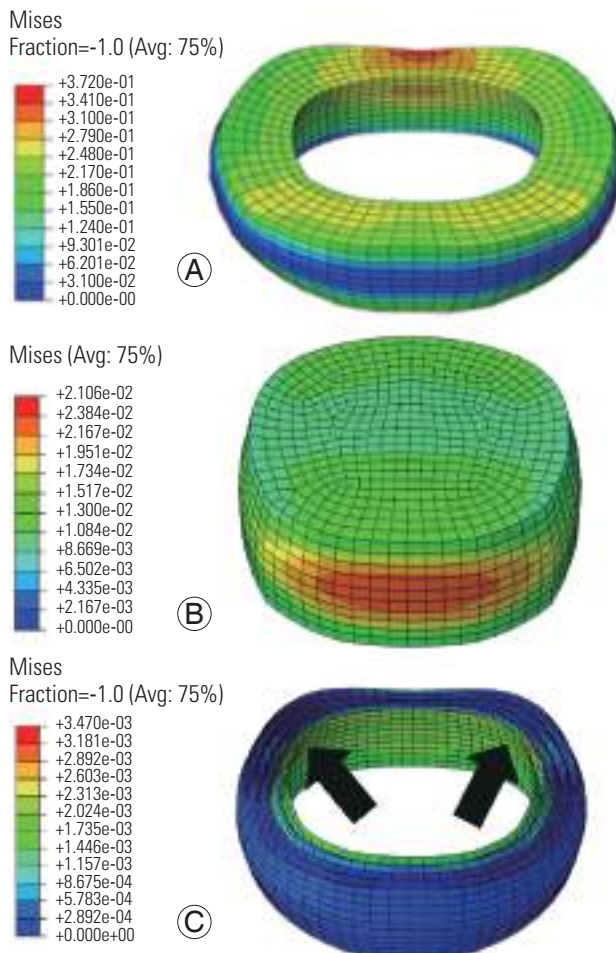 Mises
Fraction=-1.0 (Avg: 75%)
+3.720e-01
+3.410e-01
+3.100e-01
+2.790e-01
+2.480e-01
+2.170e-01
+1.860e-01
+1.550e-01
+1.240e-01
+9.301e-02
+6.201e-02
+3.100e-02
+0.000e-00
A
Mises (Avg: 75%)
+2.106e-02
+2.384e-02
+2.167e-02
+1.951e-02
+1.734e-02
+1.517e-02
+1.300e-02
+1.084e-02
+8.669e-03
+6.502e-03
+4.335e-03
+2.167e-03
+0.000e-00
B
Mises
Fraction=-1.0 (Avg: 75%)
+3.470e-03
+3.181e-03
+2.892e-03
+2.603e-03
+2.313e-03
+2.024e-03
+1.735e-03
+1.446e-03
+1.157e-03
+8.675e-04
+5.783e-04
+2.892e-04
+0.000e+00
C